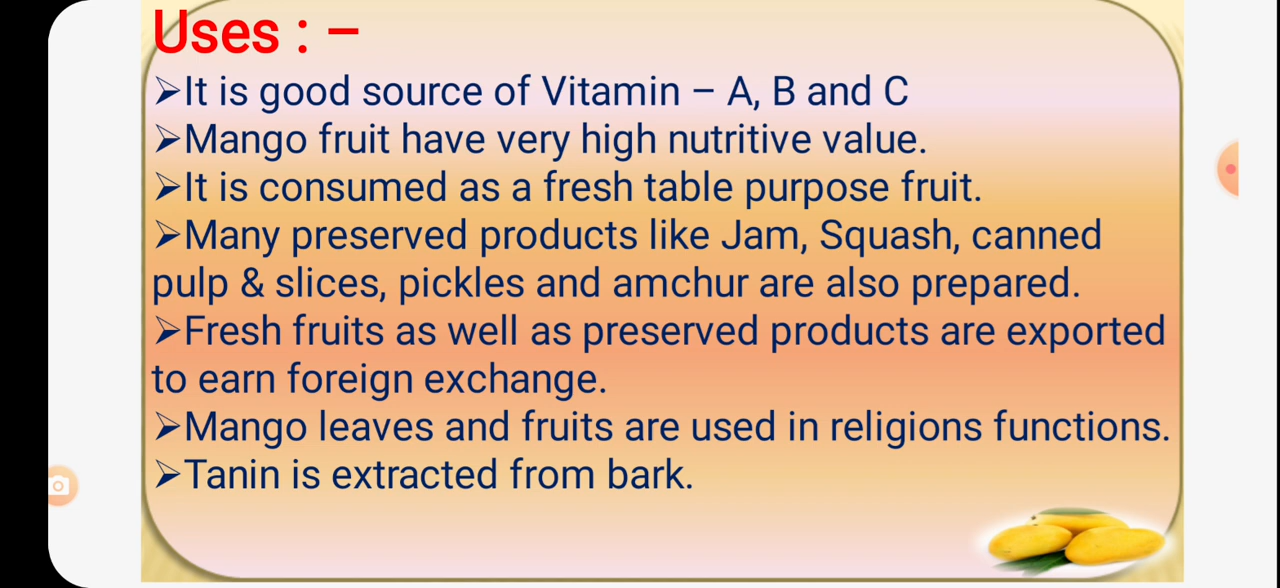 Uses : –
➢It is good source of Vitamin – A, B and C
➢Mango fruit have very high nutritive value.
➢It is consumed as a fresh table purpose fruit.
➢Many preserved products like Jam, Squash, canned
pulp & slices, pickles and amchur are also prepared.
➢Fresh fruits as well as preserved products are exported
to earn foreign exchange.
➢Mango leaves and fruits are used in religions functions.
➢Tanin is extracted from bark.